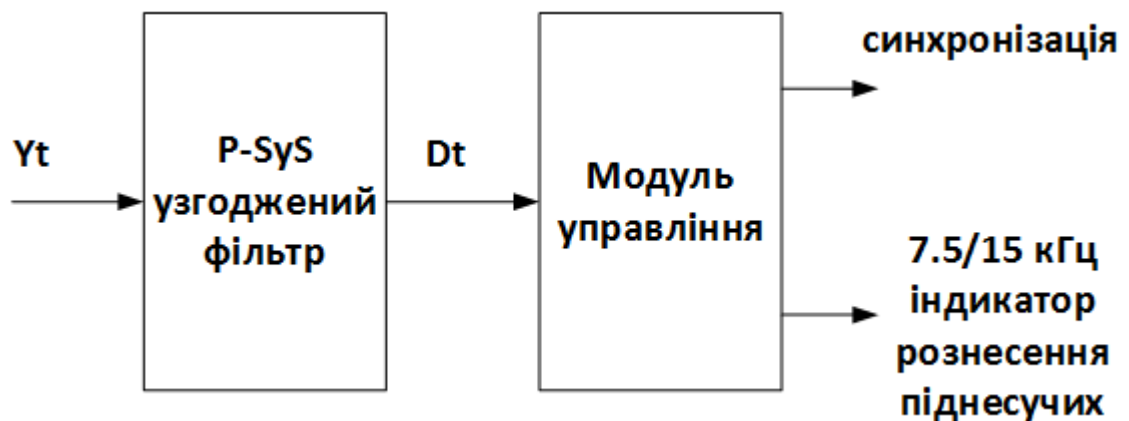 Yt
P-SyS
узгоджений
фільтр
Dt
Модуль
управління
синхронізація
7.5/15 кГц
індикатор
рознесення
піднесучих